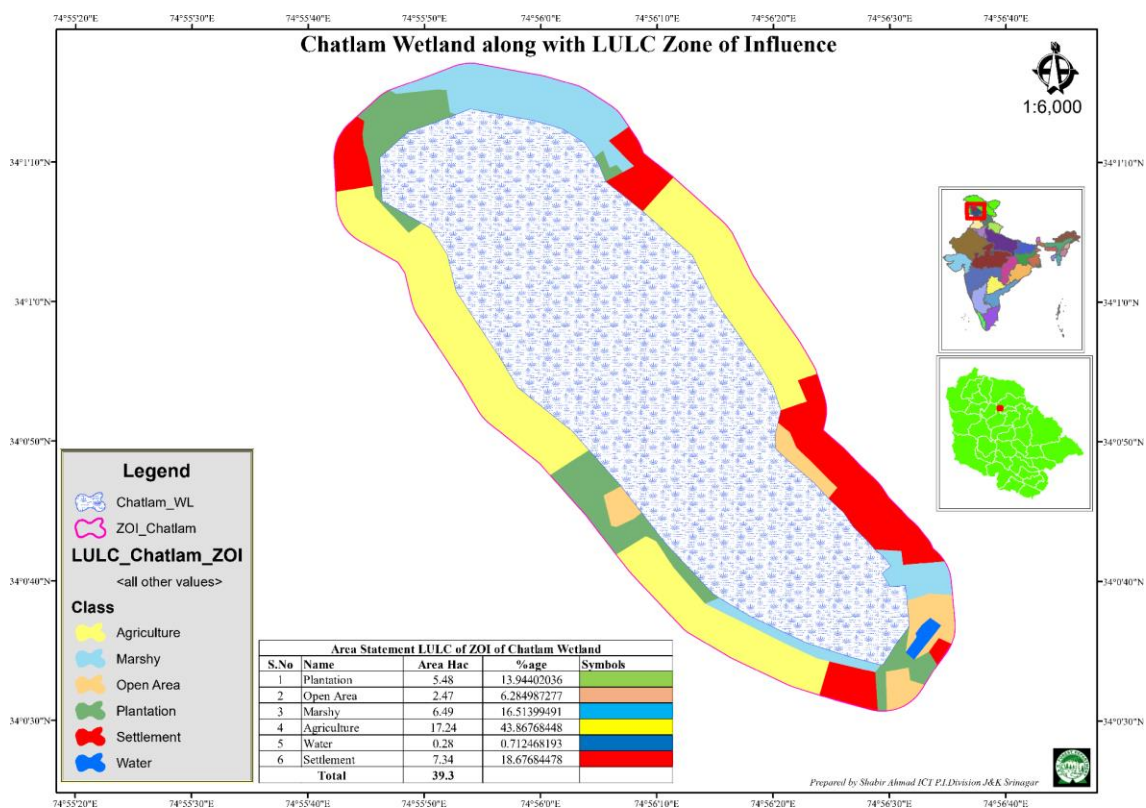 74°55'20"E 74°55'30"E 74°55'40"E 74°55'50"E 74°56'0"E 74°56'10"E 74°56'20"E 74°56'30"E 74°56'40"E
Chatlam Wetland along with LULC Zone of Influence
1:6,000
34°1'10"N 34°1'10"N
34°1'0"N 34°1'0"N
34°0'50"N 34°0'50"N
34°0'40"N 34°0'40"N
34°0'30"N 34°0'30"N
Legend
Chatlam_WL
ZOI_Chatlam
LULC_Chatlam_ZOI
<all other values>
Class
Agriculture
Marshy
Open Area
Plantation
Settlement
Water
Area Statement LULC of ZOI of Chatlam Wetland
S.No Name Area Hac %age Symbols
1 Plantation 5.48 13.94402036
2 Open Area 2.47 6.284987277
3 Marshy 6.49 16.51399491
4 Agriculture 17.24 43.86768448
5 Water 0.28 0.712468193
6 Settlement 7.34 18.67684478
Total 39.3
Prepared by Shabir Ahmad ICT P.I.Division J&K Srinagar
74°55'20"E 74°55'30"E 74°55'40"E 74°55'50"E 74°56'0"E 74°56'10"E 74°56'20"E 74°56'30"E 74°56'40"E